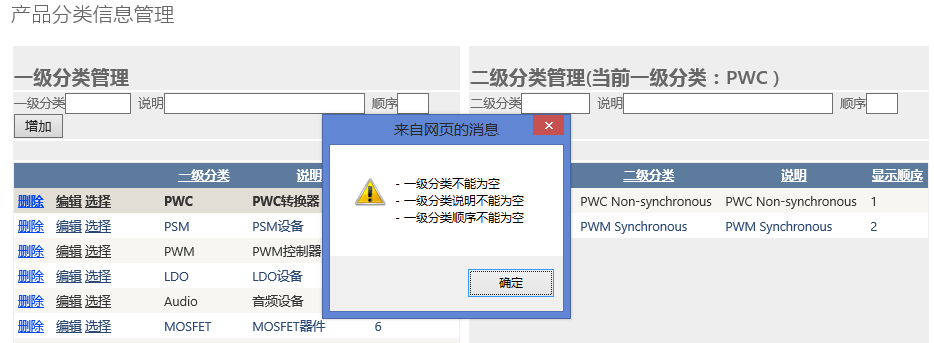 产品分类信息管理
一级分类管理
一级分类 说明 顺序
增加
一级分类 说明
删除 编辑 选择 PWC PWC转换器
删除 编辑 选择 PSM PSM设备
删除 编辑 选择 PWM PWM控制器
删除 编辑 选择 LDO LDO设备
删除 编辑 选择 Audio 音频设备
删除 编辑 选择 MOSFET MOSFET器件 6
二级分类管理(当前一级分类：PWC )
二级分类 说明 顺序
二级分类 说明 显示顺序
PWC Non-synchronous PWC Non-synchronous 1
PWM Synchronous PWM Synchronous 2
来自网页的消息
- 一级分类不能为空
- 一级分类说明不能为空
- 一级分类顺序不能为空
确定